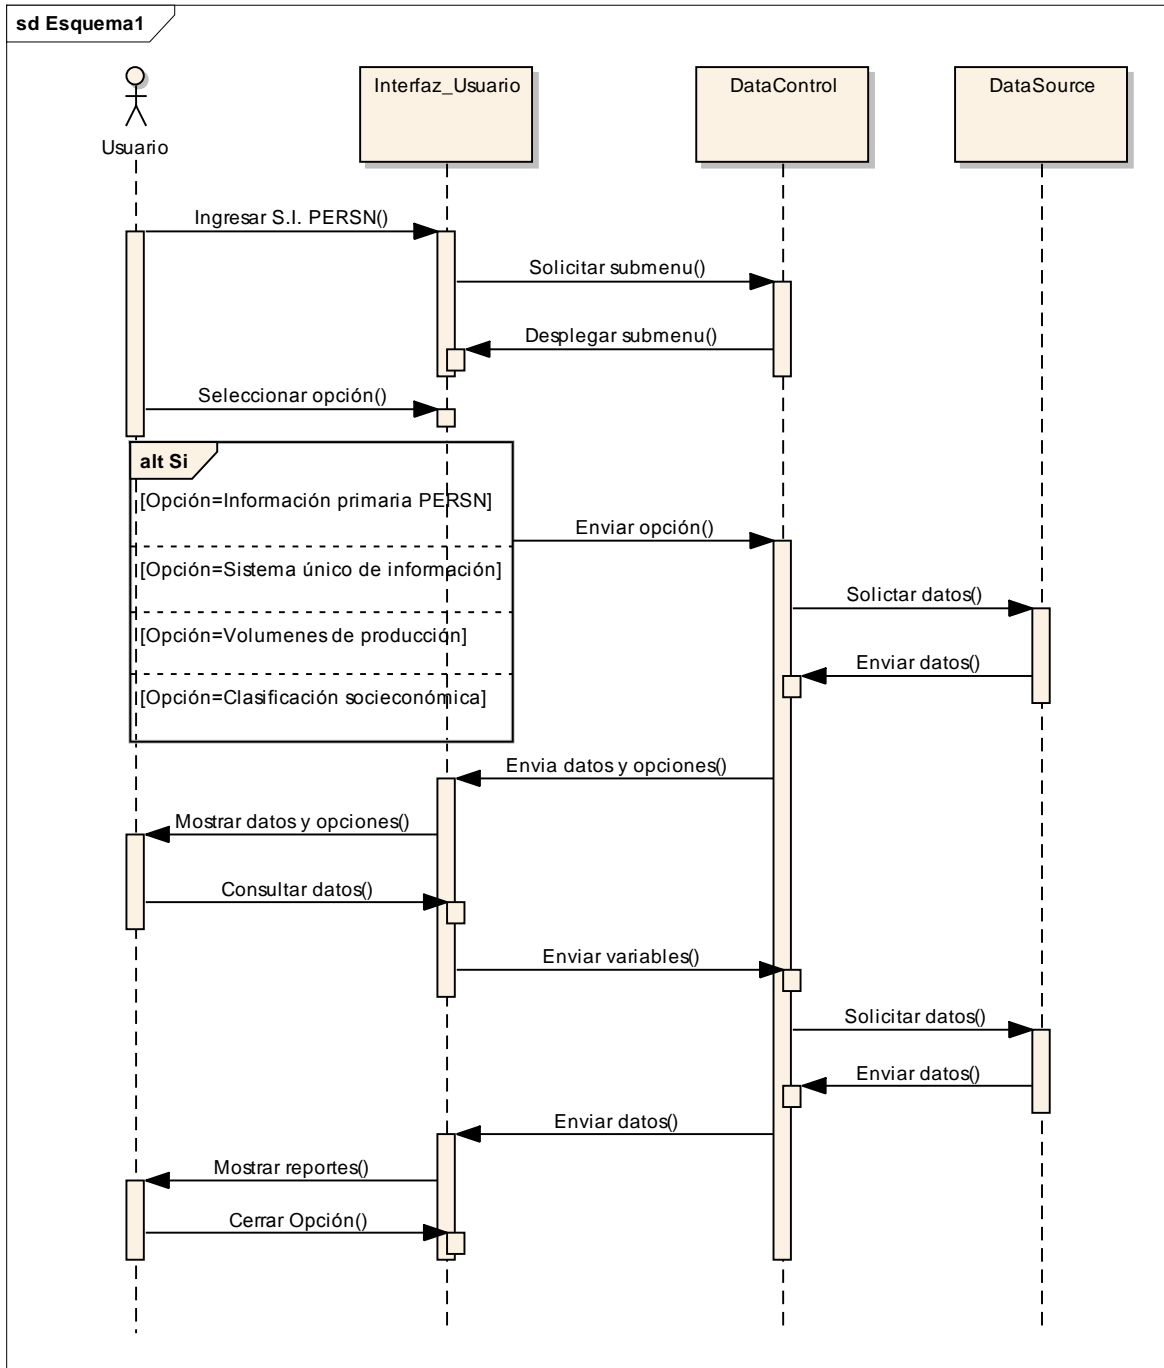 sd Esquema1
Usuario
Interfaz_Usuario
DataControl
DataSource
Ingresar S.I. PERSN()
Solicitar submenu()
Desplegar submenu()
Seleccionar opción()
alt Si
[Opción=Información primaria PERSN]
Enviar opción()
[Opción=Sistema único de información]
Solictar datos()
[Opción=Volumenes de producción]
Enviar datos()
[Opción=Clasificación socieconómica]
Envia datos y opciones()
Mostrar datos y opciones()
Consultar datos()
Enviar variables()
Solicitar datos()
Enviar datos()
Enviar datos()
Mostrar reportes()
Cerrar Opción()